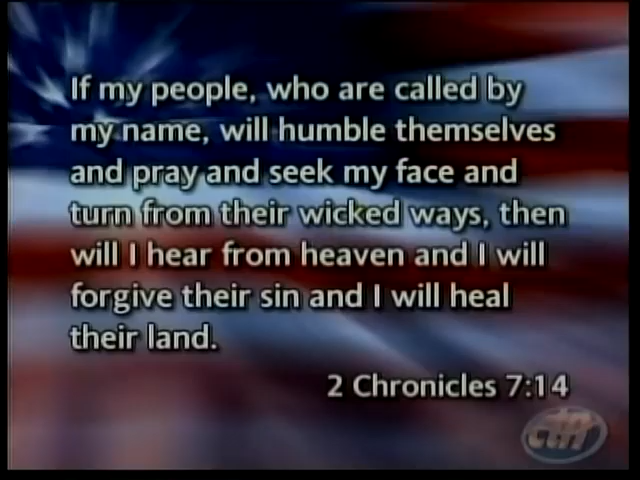 If my people, who are called by
my name, will humble themselves
and pray and seek my face and
turn from their wicked ways, then
will I hear from heaven and I will
forgive their sin and I will heal
their land.
2 Chronicles 7:14